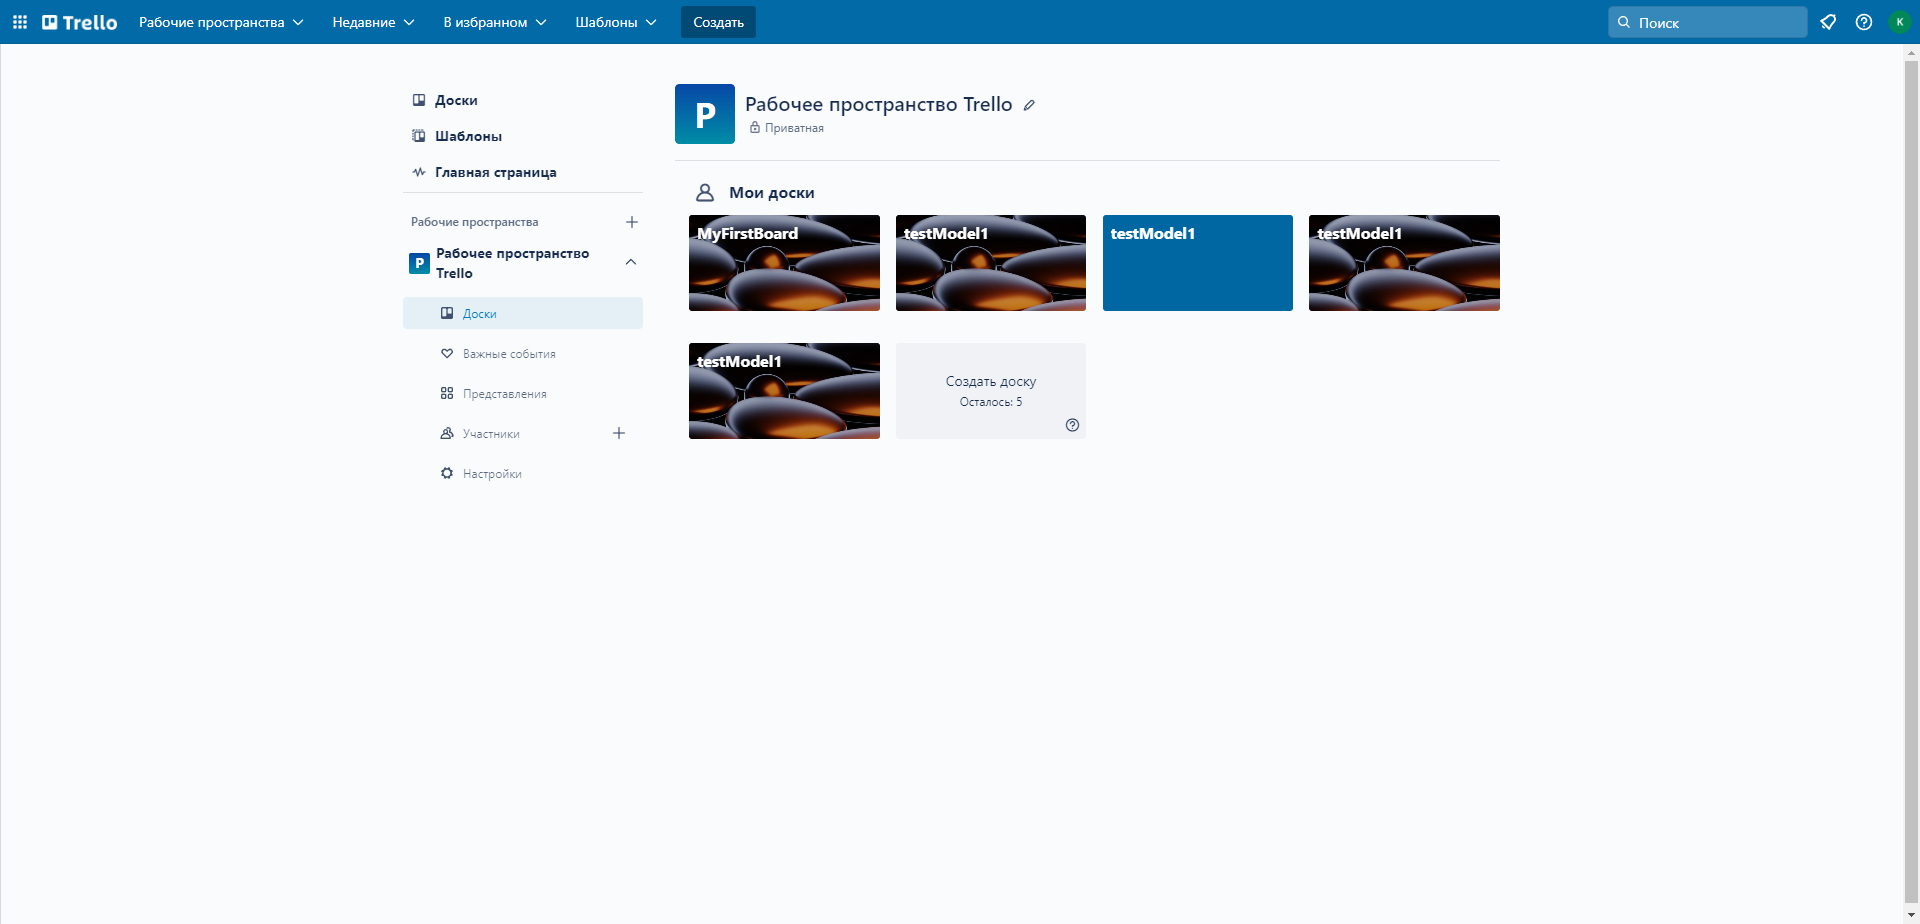 Trello
Рабочие пространства
Недавние
В избранном
Шаблоны
Создать
Поиск
K
Доски
Шаблоны
Главная страница
Рабочие пространства
P
Рабочее пространство
Trello
Доски
Важные события
Представления
Участники
Настройки
P
Рабочее пространство Trello
Приватная
Мои доски
MyFirstBoard
testModel1
testModel1
testModel1
testModel1
Создать доску
Осталось: 5